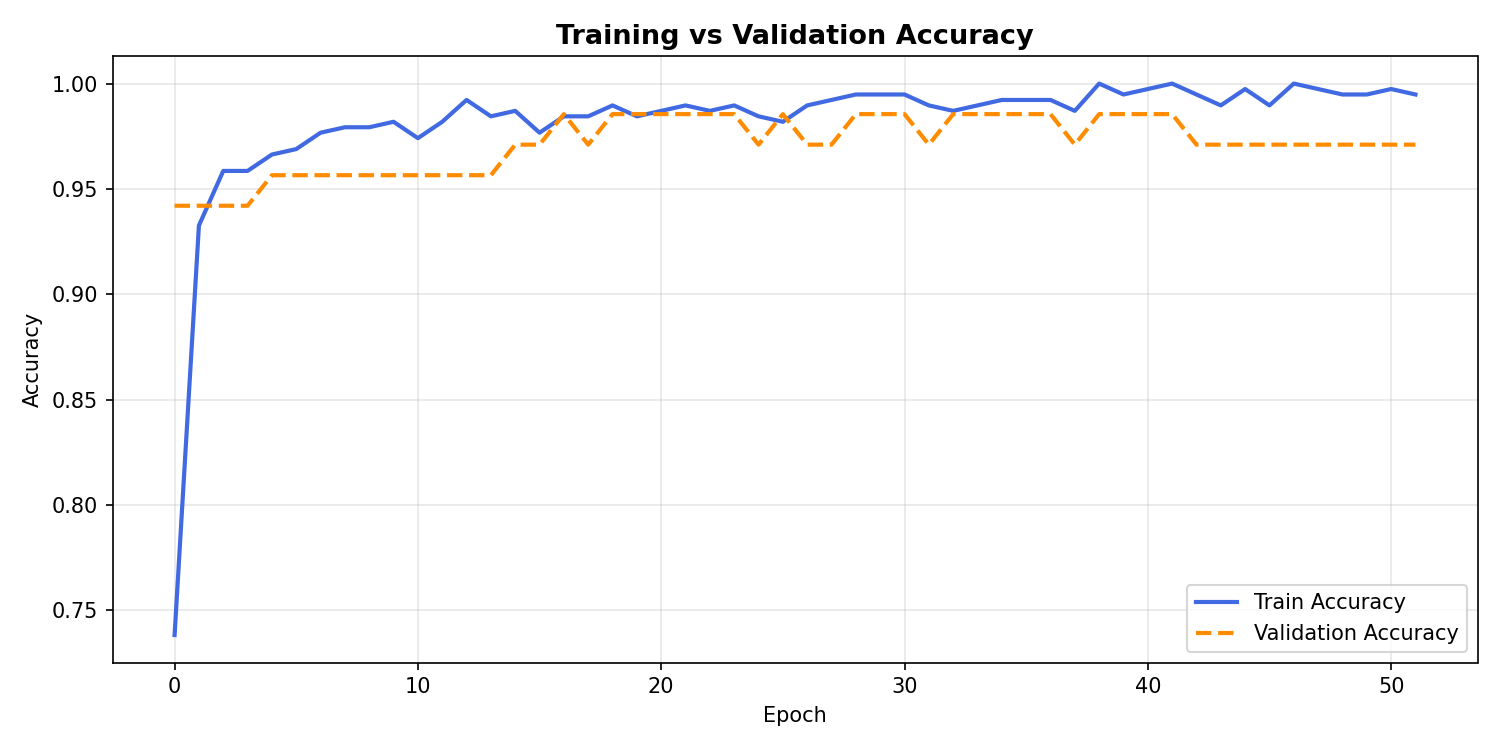 Training vs Validation Accuracy
Accuracy
1.00
0.95
0.90
0.85
0.80
0.75
Train Accuracy
Validation Accuracy
0 10 20 30 40 50
Epoch